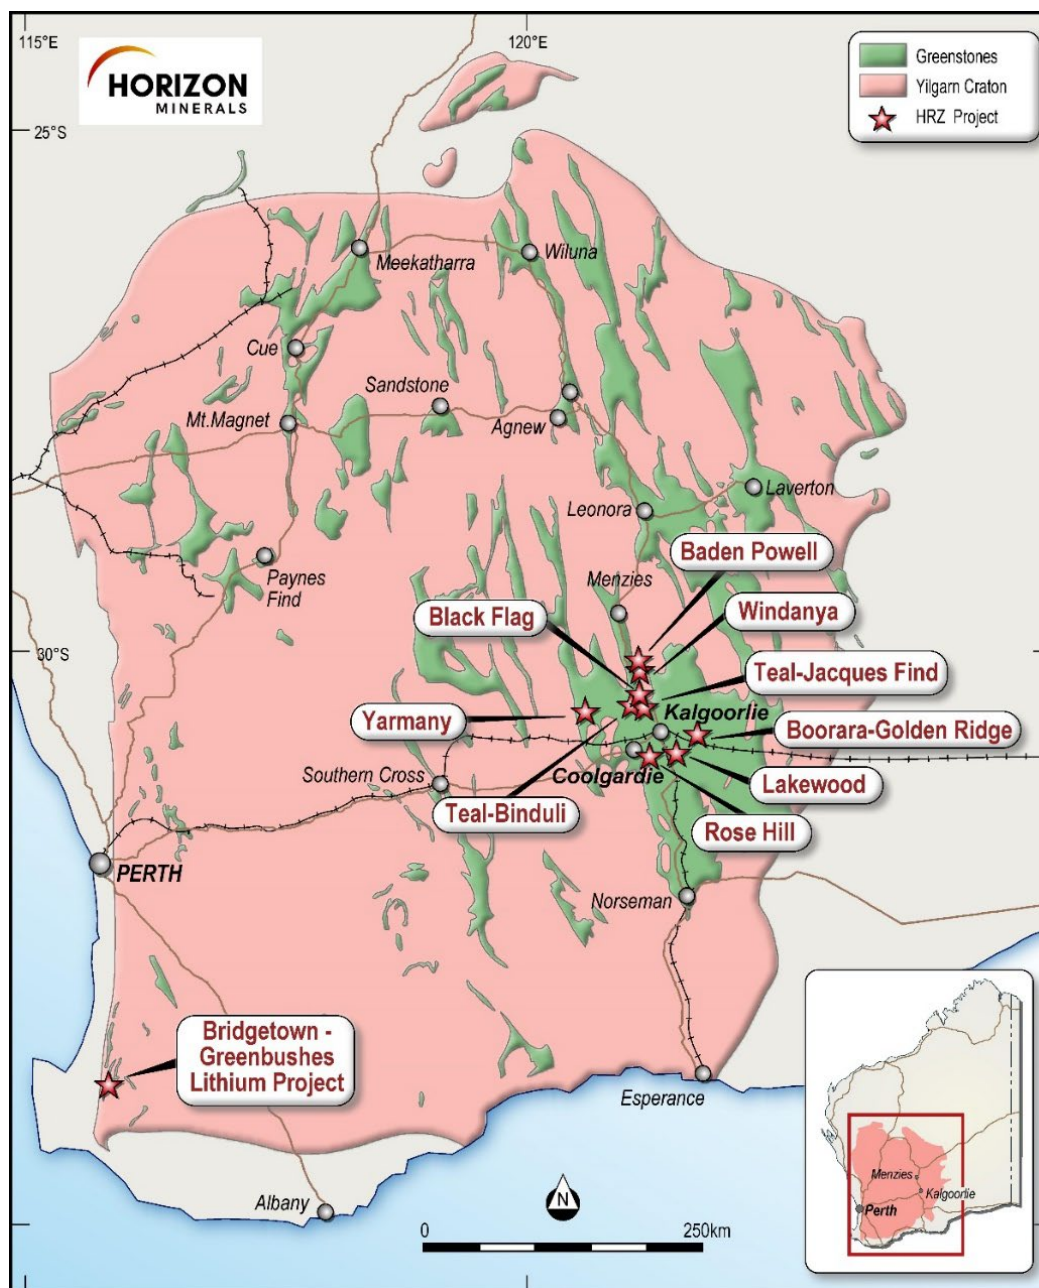 115°E
120°E
HORIZON
MINERALS
Greenstones
Yilgarn Craton
HRZ Project
25°S
Meekatharra
Wiluna
Cue
Sandstone
Mt.Magnet
Agnew
Laverton
Leonora
Baden Powell
Paynes
Find
Menzies
Black Flag
Windanya
30°S
Teal-Jacques Find
Yarmany
Kalgoorlie
Boorara-Golden Ridge
Southern Cross
Coolgardie
Lakewood
Teal-Binduli
Rose Hill
PERTH
Norseman
Bridgetown -
Greenbushes
Lithium Project
Esperance
Albany
N
0
250km
Menzies
Kalgoorlie
Perth